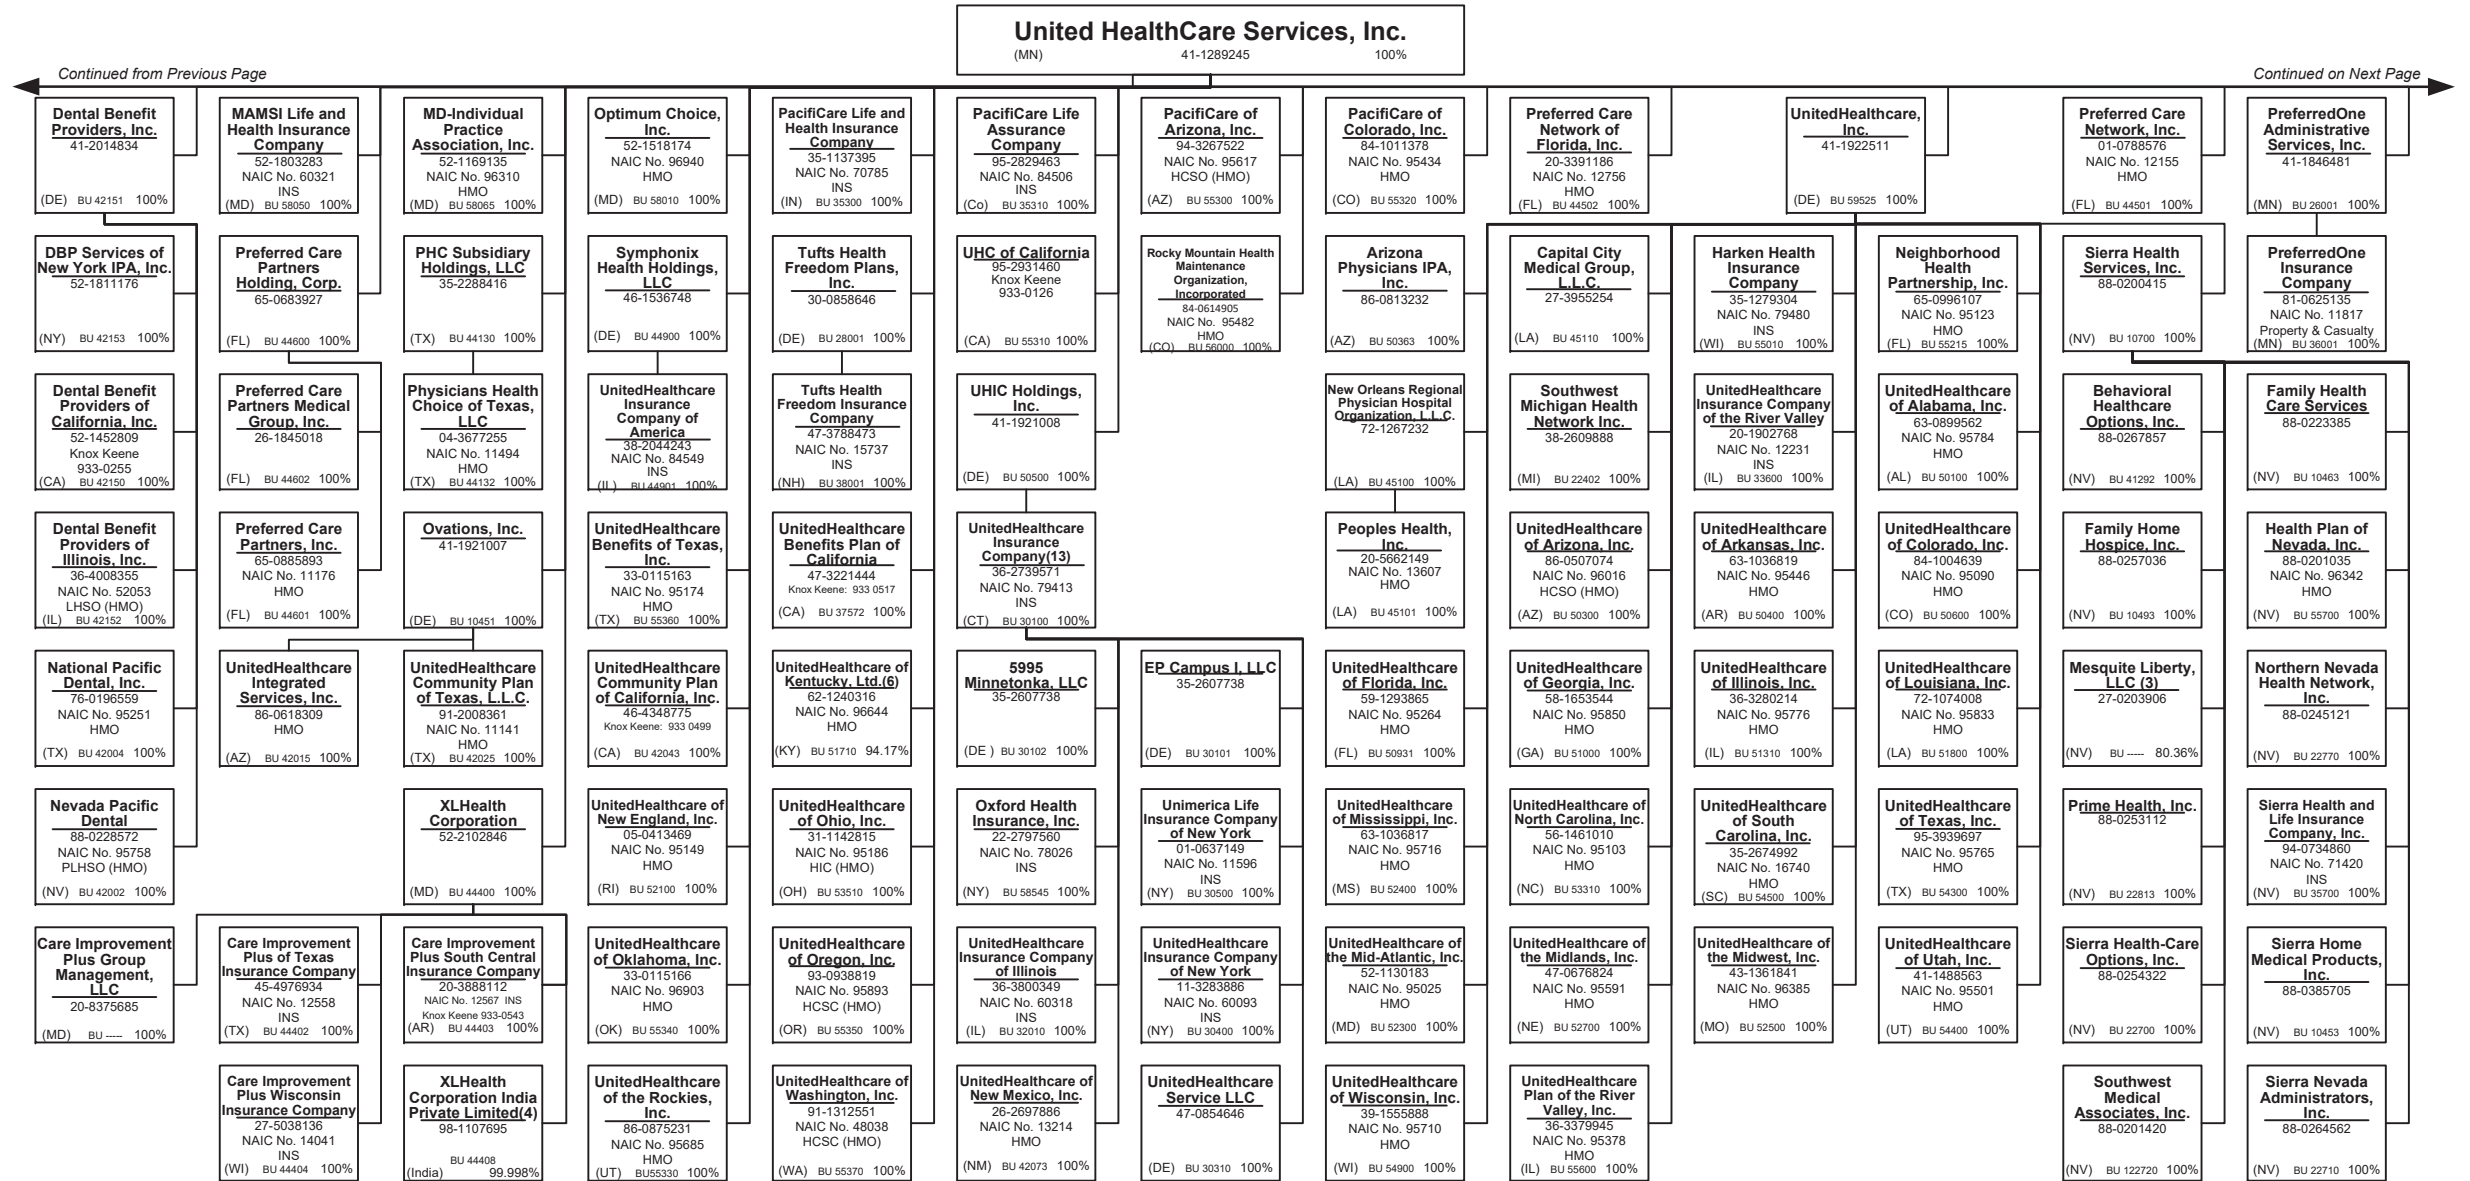 United HealthCare Services, Inc.
(MN) 41-1289245 100%
Continued from Previous Page
Continued on Next Page
Dental Benefit
Providers, Inc.
41-2014834
(DE) BU 42151 100%
MAMSI Life and
Health Insurance
Company
52-1803283
NAIC No. 60321
INS
(MD) BU 58050 100%
MD-Individual
Practice
Association, Inc.
52-1169135
NAIC No. 96310
HMO
(MD) BU 58065 100%
Optimum Choice,
Inc.
52-1518174
NAIC No. 96940
HMO
(MD) BU 58010 100%
PacifiCare Life and
Health Insurance
Company
35-1137395
NAIC No. 70785
INS
(IN) BU 35300 100%
PacifiCare Life
Assurance
Company
95-2829463
NAIC No. 84506
INS
(Co) BU 35310 100%
PacifiCare of
Arizona, Inc.
94-3267522
NAIC No. 95617
HCSO (HMO)
(AZ) BU 55300 100%
PacifiCare of
Colorado, Inc.
84-1011378
NAIC No. 95434
HMO
(CO) BU 55320 100%
Preferred Care
Network of
Florida, Inc.
20-3391186
NAIC No. 12756
HMO
(FL) BU 44502 100%
UnitedHealthcare,
Inc.
41-1922511
(DE) BU 59525 100%
Preferred Care
Network, Inc.
01-0788576
NAIC No. 12155
HMO
(FL) BU 44501 100%
PreferredOne
Administrative
Services, Inc.
41-1846481
(MN) BU 26001 100%
DBP Services of
New York IPA, Inc.
52-1811176
(NY) BU 42153 100%
Preferred Care
Partners
Holding, Corp.
65-0683927
(FL) BU 44600 100%
PHC Subsidiary
Holdings, LLC
35-2288416
(TX) BU 44130 100%
Symphonix
Health Holdings,
LLC
46-1536748
(DE) BU 44900 100%
Tufts Health
Freedom Plans,
Inc.
30-0858646
(DE) BU 28001 100%
UHC of California
95-2931460
Knox Keene
933-0126
(CA) BU 55310 100%
Rocky Mountain Health
Maintenance
Organization,
Incorporated
84-0614905
NAIC No. 95482
HMO
(CO) BU 56000 100%
Arizona
Physicians IPA,
Inc.
86-0813232
(AZ) BU 50363 100%
Capital City
Medical Group,
L.L.C.
27-3955254
(LA) BU 45110 100%
Harken Health
Insurance
Company
35-1279304
NAIC No. 79480
INS
(WI) BU 55010 100%
Neighborhood
Health
Partnership, Inc.
65-0996107
NAIC No. 95123
HMO
(FL) BU 55215 100%
Sierra Health
Services, Inc.
88-0200415
(NV) BU 10700 100%
PreferredOne
Insurance
Company
81-0625135
NAIC No. 11817
Property & Casualty
(MN) BU 36001 100%
Dental Benefit
Providers of
California, Inc.
52-1452809
Knox Keene
933-0255
(CA) BU 42150 100%
Preferred Care
Partners Medical
Group, Inc.
26-1845018
(FL) BU 44602 100%
Physicians Health
Choice of Texas,
LLC
04-3677255
NAIC No. 11494
HMO
(TX) BU 44132 100%
UnitedHealthcare
Insurance
Company of
America
38-2044243
NAIC No. 84549
INS
(IL) BU 44901 100%
Tufts Health
Freedom Insurance
Company
47-3788473
NAIC No. 15737
INS
(NH) BU 38001 100%
UHIC Holdings,
Inc.
41-1921008
(DE) BU 50500 100%
New Orleans Regional
Physician Hospital
Organization, L.L.C.
72-1267232
(LA) BU 45100 100%
Southwest
Michigan Health
Network Inc.
38-2609888
(MI) BU 22402 100%
UnitedHealthcare
Insurance Company
of the River Valley
20-1902768
NAIC No. 12231
INS
(IL) BU 33600 100%
UnitedHealthcare
of Alabama, Inc.
63-0899562
NAIC No. 95784
HMO
(AL) BU 50100 100%
Behavioral
Healthcare
Options, Inc.
88-0267857
(NV) BU 41292 100%
Family Health
Care Services
88-0223385
(NV) BU 10463 100%
Dental Benefit
Providers of
Illinois, Inc.
36-4008355
NAIC No. 52053
LHSO (HMO)
(IL) BU 42152 100%
Preferred Care
Partners, Inc.
65-0885893
NAIC No. 11176
HMO
(FL) BU 44601 100%
Ovations, Inc.
41-1921007
(DE) BU 10451 100%
UnitedHealthcare
Benefits of Texas,
Inc.
33-0115163
NAIC No. 95174
HMO
(TX) BU 55360 100%
UnitedHealthcare
Benefits Plan of
California
47-3221444
Knox Keene: 933 0517
(CA) BU 37572 100%
UnitedHealthcare
Insurance
Company(13)
36-2739571
NAIC No. 79413
INS
(CT) BU 30100 100%
Peoples Health,
Inc.
20-5662149
NAIC No. 13607
HMO
(LA) BU 45101 100%
UnitedHealthcare
of Arizona, Inc.
86-0507074
NAIC No. 96016
HCSO (HMO)
(AZ) BU 50300 100%
UnitedHealthcare
of Arkansas, Inc.
63-1036819
NAIC No. 95446
HMO
(AR) BU 50400 100%
UnitedHealthcare
of Colorado, Inc.
84-1004639
NAIC No. 95090
HMO
(CO) BU 50600 100%
Family Home
Hospice, Inc.
88-0257036
(NV) BU 10493 100%
Health Plan of
Nevada, Inc.
88-0201035
NAIC No. 96342
HMO
(NV) BU 55700 100%
National Pacific
Dental, Inc.
76-0196559
NAIC No. 95251
HMO
(TX) BU 42004 100%
UnitedHealthcare
Integrated
Services, Inc.
86-0618309
HMO
(AZ) BU 42015 100%
UnitedHealthcare
Community Plan
of Texas, L.L.C.
91-2008361
NAIC No. 11141
HMO
(TX) BU 42025 100%
UnitedHealthcare
Community Plan
of California, Inc.
46-4348775
Knox Keene: 933 0499
(CA) BU 42043 100%
UnitedHealthcare of
Kentucky, Ltd.(6)
62-1240316
NAIC No. 96644
HMO
(KY) BU 51710 94.17%
5995
Minnetonka, LLC
35-2607738
(DE ) BU 30102 100%
EP Campus I, LLC
35-2607738
(DE) BU 30101 100%
UnitedHealthcare
of Florida, Inc.
59-1293865
NAIC No. 95264
HMO
(FL) BU 50931 100%
UnitedHealthcare
of Georgia, Inc.
58-1653544
NAIC No. 95850
HMO
(GA) BU 51000 100%
UnitedHealthcare
of Illinois, Inc.
36-3280214
NAIC No. 95776
HMO
(IL) BU 51310 100%
UnitedHealthcare
of Louisiana, Inc.
72-1074008
NAIC No. 95833
HMO
(LA) BU 51800 100%
Mesquite Liberty,
LLC (3)
27-0203906
(NV) BU ----- 80.36%
Northern Nevada
Health Network,
Inc.
88-0245121
(NV) BU 22770 100%
Nevada Pacific
Dental
88-0228572
NAIC No. 95758
PLHSO (HMO)
(NV) BU 42002 100%
XLHealth
Corporation
52-2102846
(MD) BU 44400 100%
UnitedHealthcare of
New England, Inc.
05-0413469
NAIC No. 95149
HMO
(RI) BU 52100 100%
UnitedHealthcare
of Ohio, Inc.
31-1142815
NAIC No. 95186
HIC (HMO)
(OH) BU 53510 100%
Oxford Health
Insurance, Inc.
22-2797560
NAIC No. 78026
INS
(NY) BU 58545 100%
Unimerica Life
Insurance Company
of New York
01-0637149
NAIC No. 11596
INS
(NY) BU 30500 100%
UnitedHealthcare
of Mississippi, Inc.
63-1036817
NAIC No. 95716
HMO
(MS) BU 52400 100%
UnitedHealthcare of
North Carolina, Inc.
56-1461010
NAIC No. 95103
HMO
(NC) BU 53310 100%
UnitedHealthcare
of South
Carolina, Inc.
35-2674992
NAIC No. 16740
HMO
(SC) BU 54500 100%
UnitedHealthcare
of Texas, Inc.
95-3939697
NAIC No. 95765
HMO
(TX) BU 54300 100%
Prime Health, Inc.
88-0253112
(NV) BU 22813 100%
Sierra Health and
Life Insurance
Company, Inc.
94-0734860
NAIC No. 71420
INS
(NV) BU 35700 100%
Care Improvement
Plus Group
Management,
LLC
20-8375685
(MD) BU ----- 100%
Care Improvement
Plus of Texas
Insurance Company
45-4976934
NAIC No. 12558
INS
(TX) BU 44402 100%
Care Improvement
Plus South Central
Insurance Company
20-3888112
NAIC No. 12567 INS
Knox Keene 933-0543
(AR) BU 44403 100%
UnitedHealthcare
of Oklahoma, Inc.
33-0115166
NAIC No. 96903
HMO
(OK) BU 55340 100%
UnitedHealthcare
of Oregon, Inc.
93-0938819
NAIC No. 95893
HCSC (HMO)
(OR) BU 55350 100%
UnitedHealthcare
Insurance Company
of Illinois
36-3800349
NAIC No. 60318
INS
(IL) BU 32010 100%
UnitedHealthcare
Insurance Company
of New York
11-3283886
NAIC No. 60093
INS
(NY) BU 30400 100%
UnitedHealthcare of
the Mid-Atlantic, Inc.
52-1130183
NAIC No. 95025
HMO
(MD) BU 52300 100%
UnitedHealthcare of
the Midlands, Inc.
47-0676824
NAIC No. 95591
HMO
(NE) BU 52700 100%
UnitedHealthcare of
the Midwest, Inc.
43-1361841
NAIC No. 96385
HMO
(MO) BU 52500 100%
UnitedHealthcare
of Utah, Inc.
41-1488563
NAIC No. 95501
HMO
(UT) BU 54400 100%
Sierra Health-Care
Options, Inc.
88-0254322
(NV) BU 22700 100%
Sierra Home
Medical Products,
Inc.
88-0385705
(NV) BU 10453 100%
Care Improvement
Plus Wisconsin
Insurance Company
27-5038136
NAIC No. 14041
INS
(WI) BU 44404 100%
XLHealth
Corporation India
Private Limited(4)
98-1107695
BU 44408
(India) 99.998%
UnitedHealthcare
of the Rockies,
Inc.
86-0875231
NAIC No. 95685
HMO
(UT) BU55330 100%
UnitedHealthcare of
Washington, Inc.
91-1312551
NAIC No. 48038
HCSC (HMO)
(WA) BU 55370 100%
UnitedHealthcare of
New Mexico, Inc.
26-2697886
NAIC No. 13214
HMO
(NM) BU 42073 100%
UnitedHealthcare
Service LLC
47-0854646
(DE) BU 30310 100%
UnitedHealthcare
of Wisconsin, Inc.
39-1555888
NAIC No. 95710
HMO
(WI) BU 54900 100%
UnitedHealthcare
Plan of the River
Valley, Inc.
36-3379945
NAIC No. 95378
HMO
(IL) BU 55600 100%
Southwest
Medical
Associates, Inc.
88-0201420
(NV) BU 122720 100%
Sierra Nevada
Administrators,
Inc.
88-0264562
(NV) BU 22710 100%